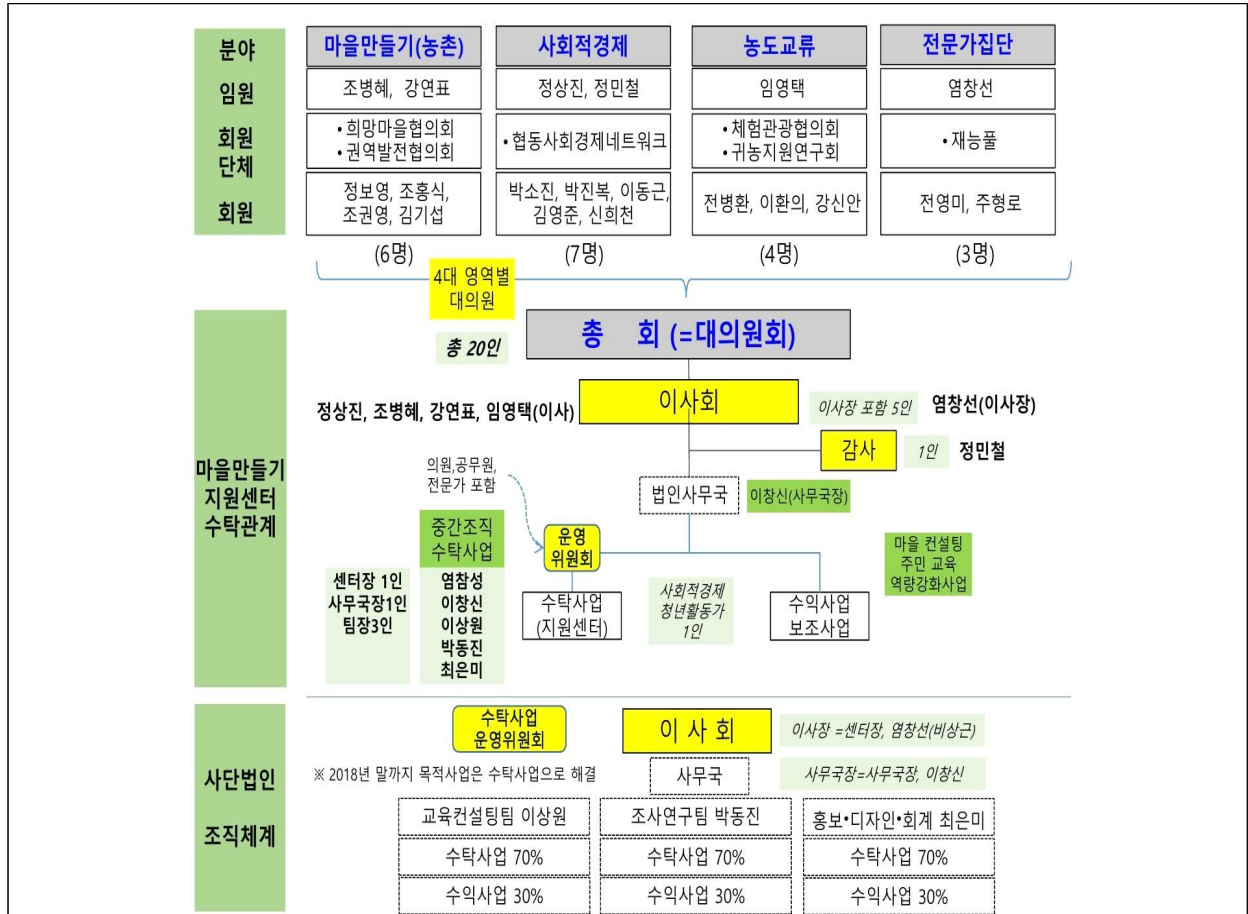 분야
마을만들기(농촌)
사회적경제
농도교류
전문가집단
임원
조병혜, 강연표
정상진, 정민철
임영택
염창선
회원
단체
• 희망마을협의회
• 권역발전협의회
• 협동사회경제네트워크
• 체험관광협의회
• 귀농지원연구회
• 재능풀
회원
정보영, 조홍식,
조권영, 김기섭
박소진, 박진복, 이동근,
김영준, 신희천
전병환, 이환의, 강신안
전영미, 주형로
(6명)
(7명)
(4명)
(3명)
4대 영역별
대의원
총 20인
총 회 (=대의원회)
마을만들기
지원센터
수탁관계
정상진, 조병혜, 강연표, 임영택(이사)
이사회
이사장 포함 5인
염창선(이사장)
감사
1인
정민철
의원,공무원,
전문가 포함
법인사무국
이창신(사무국장)
중간조직
수탁사업
운영
위원회
마을 컨설팅
주민 교육
역량강화사업
센터장 1인
사무국장1인
팀장3인
염참성
이창신
이상원
박동진
최은미
수탁사업
(지원센터)
사회적경제
청년활동가
1인
수익사업
보조사업
사단법인
조직체계
수탁사업
운영위원회
이 사 회
이사장 =센터장, 염창선(비상근)
※ 2018년 말까지 목적사업은 수탁사업으로 해결
사무국
사무국장=사무국장, 이창신
교육컨설팅팀 이상원
조사연구팀 박동진
홍보•디자인•회계 최은미
수탁사업 70%
수탁사업 70%
수탁사업 70%
수익사업 30%
수익사업 30%
수익사업 30%